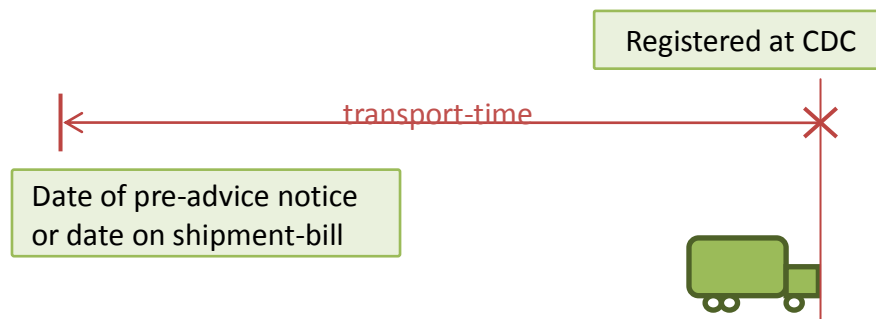 Registered at CDC
transport-time
Date of pre-advice notice
or date on shipment-bill